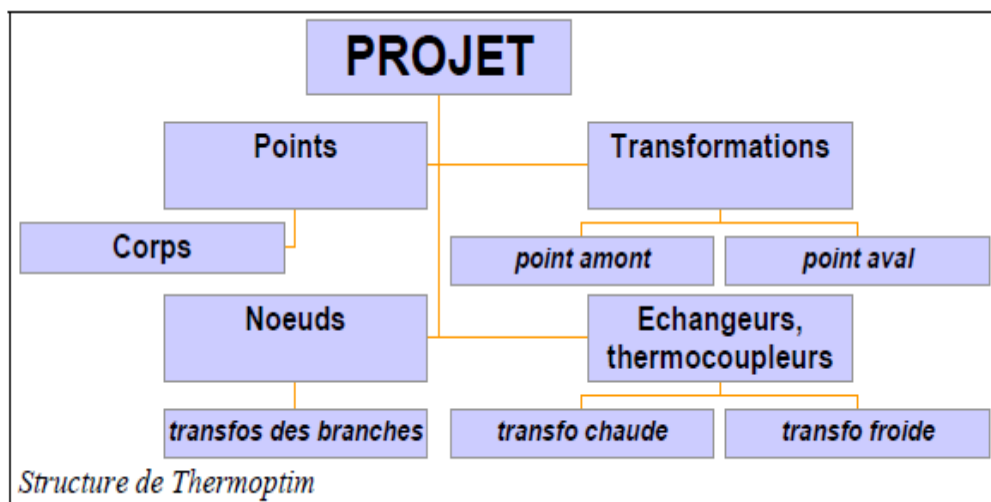 PROJET
Points
Transformations
Corps
point amont
point aval
Noeuds
Echangeurs,
thermocoupleurs
transfos des branches
transfo chaude
transfo froide
Structure de Thermoptim